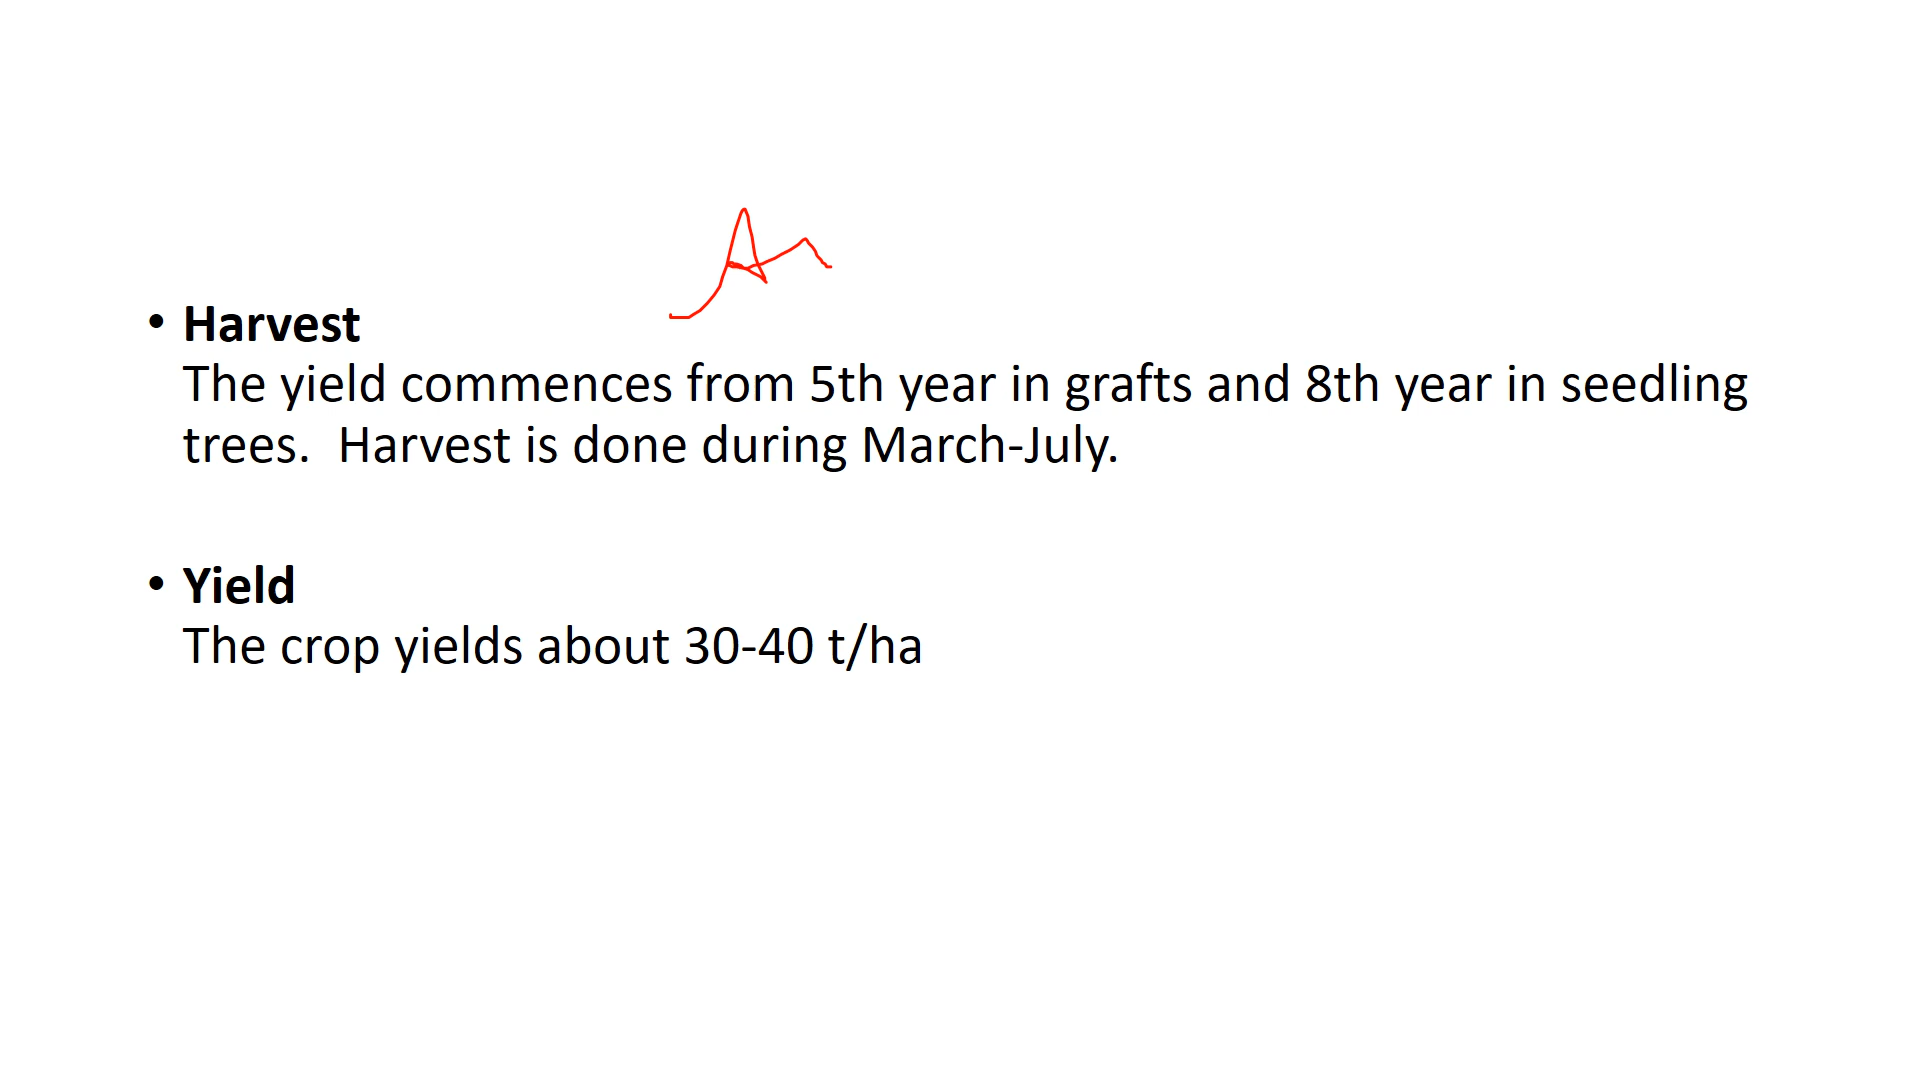 • Harvest
The yield commences from 5th year in grafts and 8th year in seedling
trees.  Harvest is done during March-July.
• Yield
The crop yields about 30-40 t/ha